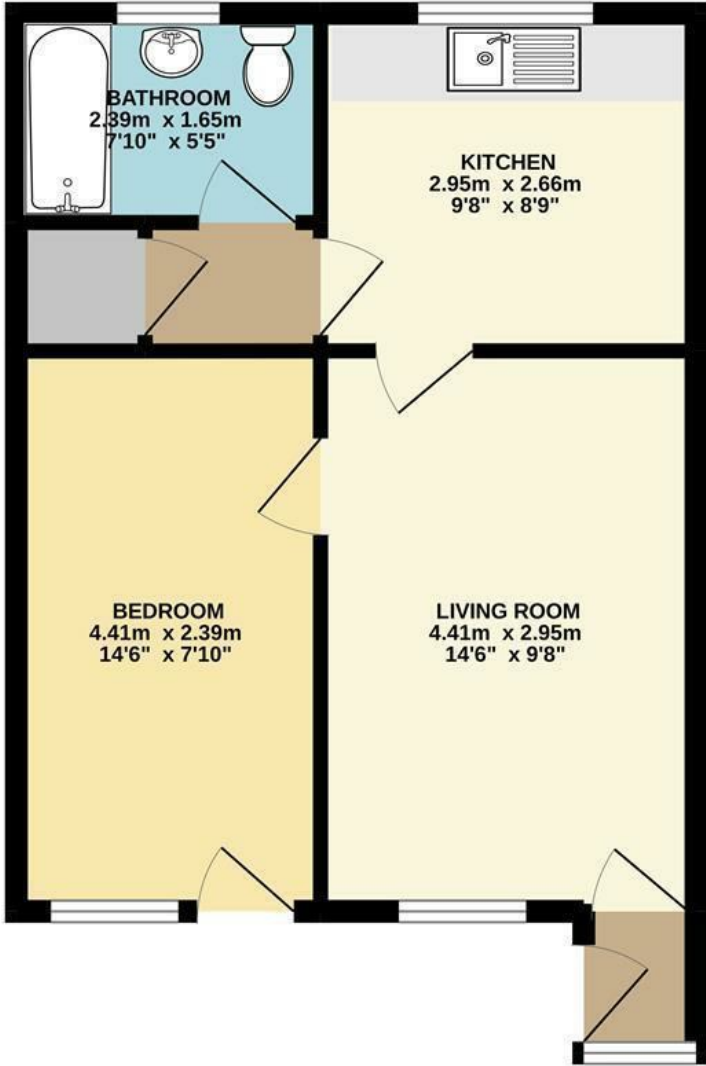 BATHROOM
2.39m x 1.65m
7'10" x 5'5"
KITCHEN
2.95m x 2.66m
9'8" x 8'9"
BEDROOM
4.41m x 2.39m
14'6" x 7'10"
LIVING ROOM
4.41m x 2.95m
14'6" x 9'8"